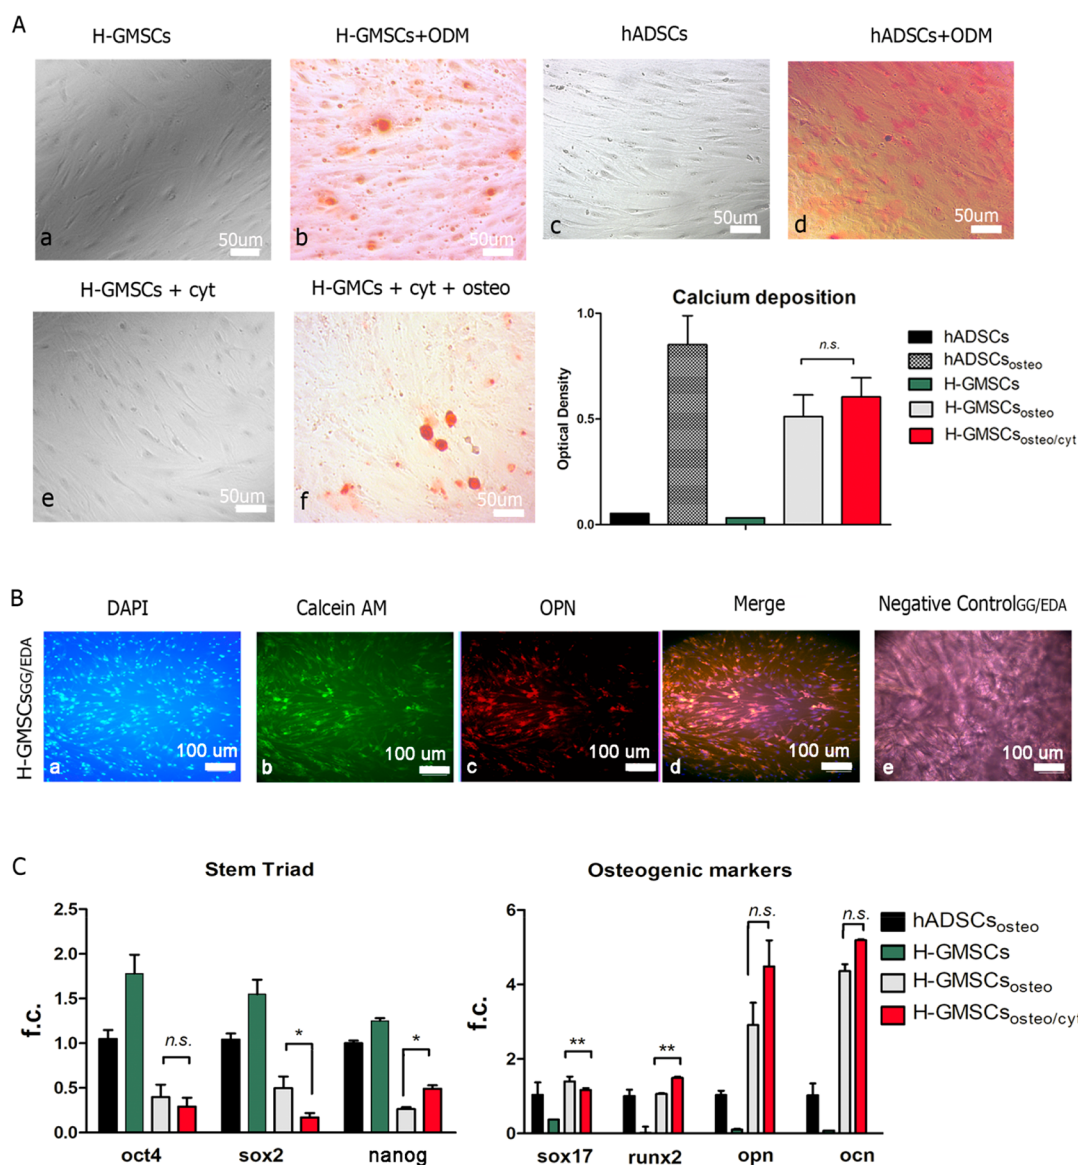 A
H-GMSCs
H-GMSCs+ODM
hADSCs
hADSCs+ODM
a
50um
b
50um
c
50um
d
50um
H-GMSCs + cyt
H-GMCs + cyt + osteo
e
50um
f
50um
Calcium deposition
Optical Density
1.0
0.5
0.0
n.s.
hADSCs
hADSCsosteo
H-GMSCs
H-GMSCsosteo
H-GMSCsosteo/cyt
B
DAPI
Calcein AM
OPN
Merge
Negative ControlGG/EDA
H-GMSCsGG/EDA
a
100 um
b
100 um
c
100 um
d
100 um
e
100 um
C
Stem Triad
f.c.
2.5
2.0
1.5
1.0
0.5
0.0
n.s.
*
*
oct4 sox2 nanog
Osteogenic markers
f.c.
6
4
2
0
**
**
n.s.
n.s.
sox17 runx2 opn ocn
hADSCsosteo
H-GMSCs
H-GMSCsosteo
H-GMSCsosteo/cyt